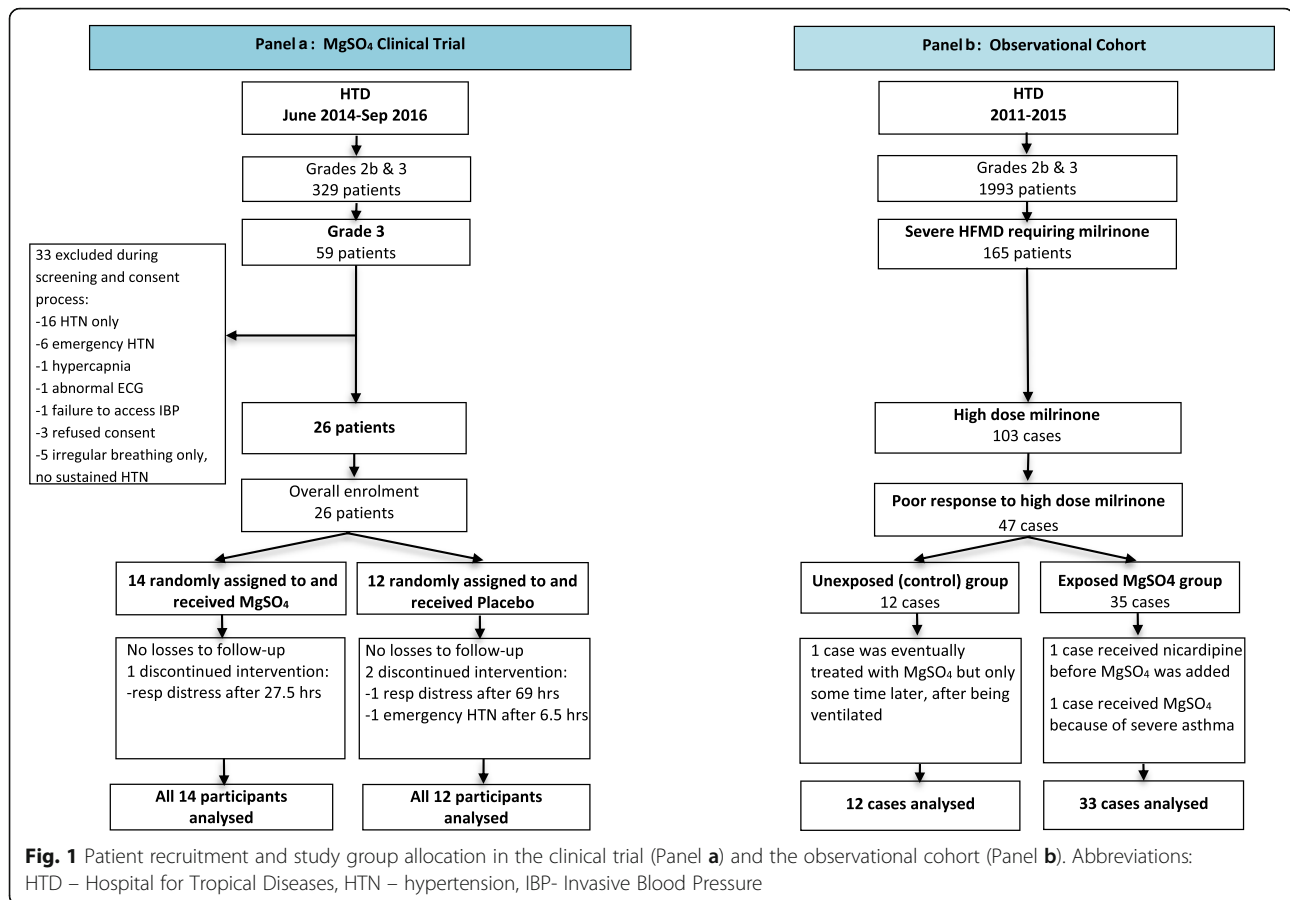 Panel a: MgSO₄ Clinical Trial
HTD
June 2014-Sep 2016
Grades 2b & 3
329 patients
Grade 3
59 patients
33 excluded during
screening and consent
process:
-16 HTN only
-6 emergency HTN
-1 hypercapnia
-1 abnormal ECG
-1 failure to access IBP
-3 refused consent
-5 irregular breathing only,
no sustained HTN
26 patients
Overall enrolment
26 patients
14 randomly assigned to and
received MgSO₄
12 randomly assigned to and
received Placebo
No losses to follow-up
1 discontinued intervention:
-resp distress after 27.5 hrs
No losses to follow-up
2 discontinued intervention:
-1 resp distress after 69 hrs
-1 emergency HTN after 6.5 hrs
All 14 participants
analysed
All 12 participants
analysed
Panel b: Observational Cohort
HTD
2011-2015
Grades 2b & 3
1993 patients
Severe HFMD requiring milrinone
165 patients
High dose milrinone
103 cases
Poor response to high dose milrinone
47 cases
Unexposed (control) group
12 cases
Exposed MgSO4 group
35 cases
1 case was eventually
treated with MgSO₄ but only
some time later, after being
ventilated
1 case received nicardipine
before MgSO₄ was added
1 case received MgSO₄
because of severe asthma
12 cases analysed
33 cases analysed
Fig. 1 Patient recruitment and study group allocation in the clinical trial (Panel a) and the observational cohort (Panel b). Abbreviations:
HTD – Hospital for Tropical Diseases, HTN – hypertension, IBP- Invasive Blood Pressure